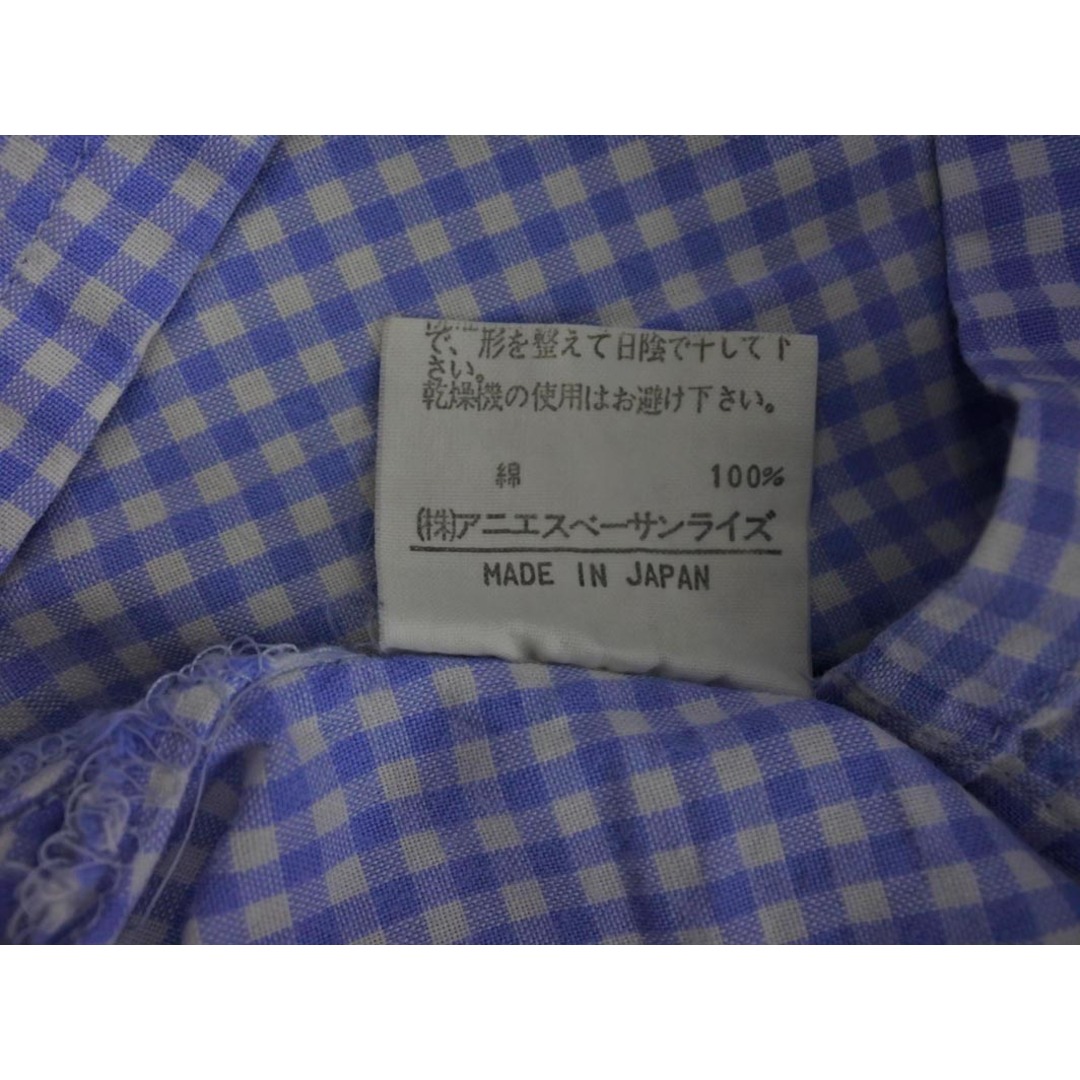 で、形を整えて日陰で干して下
さい。
乾燥機の使用はお避け下さい。
綿 100%
(株)アニエスベーサンライズ
MADE IN JAPAN